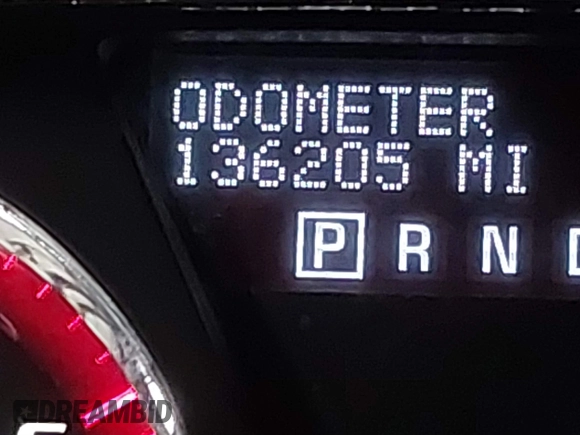 ODOMETER
136205 MI
P R N
DREAMBID